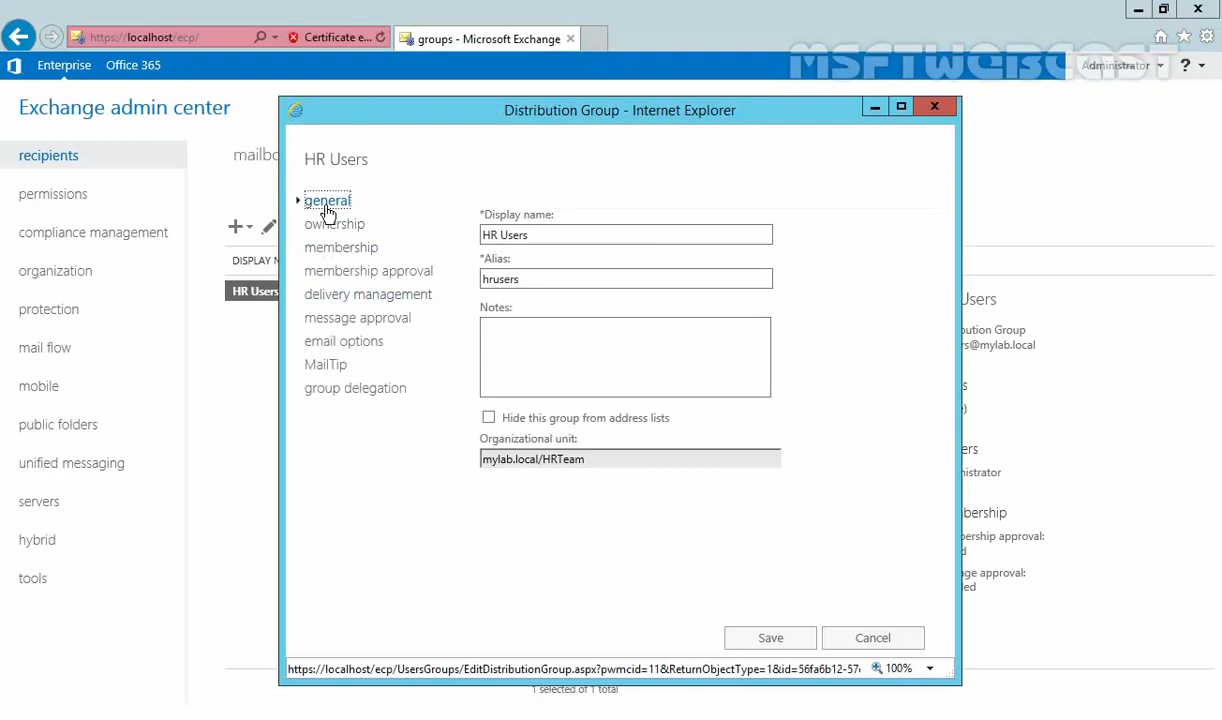 https://localhost/ecp/
Certificate e...
groups - Microsoft Exchange
Enterprise
Office 365
MSFTWEBCAST
Administrator
?
Exchange admin center
Distribution Group - Internet Explorer
recipients
permissions
compliance management
organization
protection
mail flow
mobile
public folders
unified messaging
servers
hybrid
tools
mailbo
DISPLAY N
HR Users
HR Users
general
ownership
membership
membership approval
delivery management
message approval
email options
MailTip
group delegation
*Display name:
HR Users
*Alias:
hrusers
Notes:
Hide this group from address lists
Organizational unit:
mylab.local/HRTeam
Save
Cancel
https://localhost/ecp/UsersGroups/EditDistributionGroup.aspx?pwmcid=11&ReturnObjectType=1&id=56fa6b12-57
100%
Users
bution Group
rs@mylab.local
s
e)
ers
inistrator
bership
ership approval:
d
ge approval:
led
1 selected of 1 total